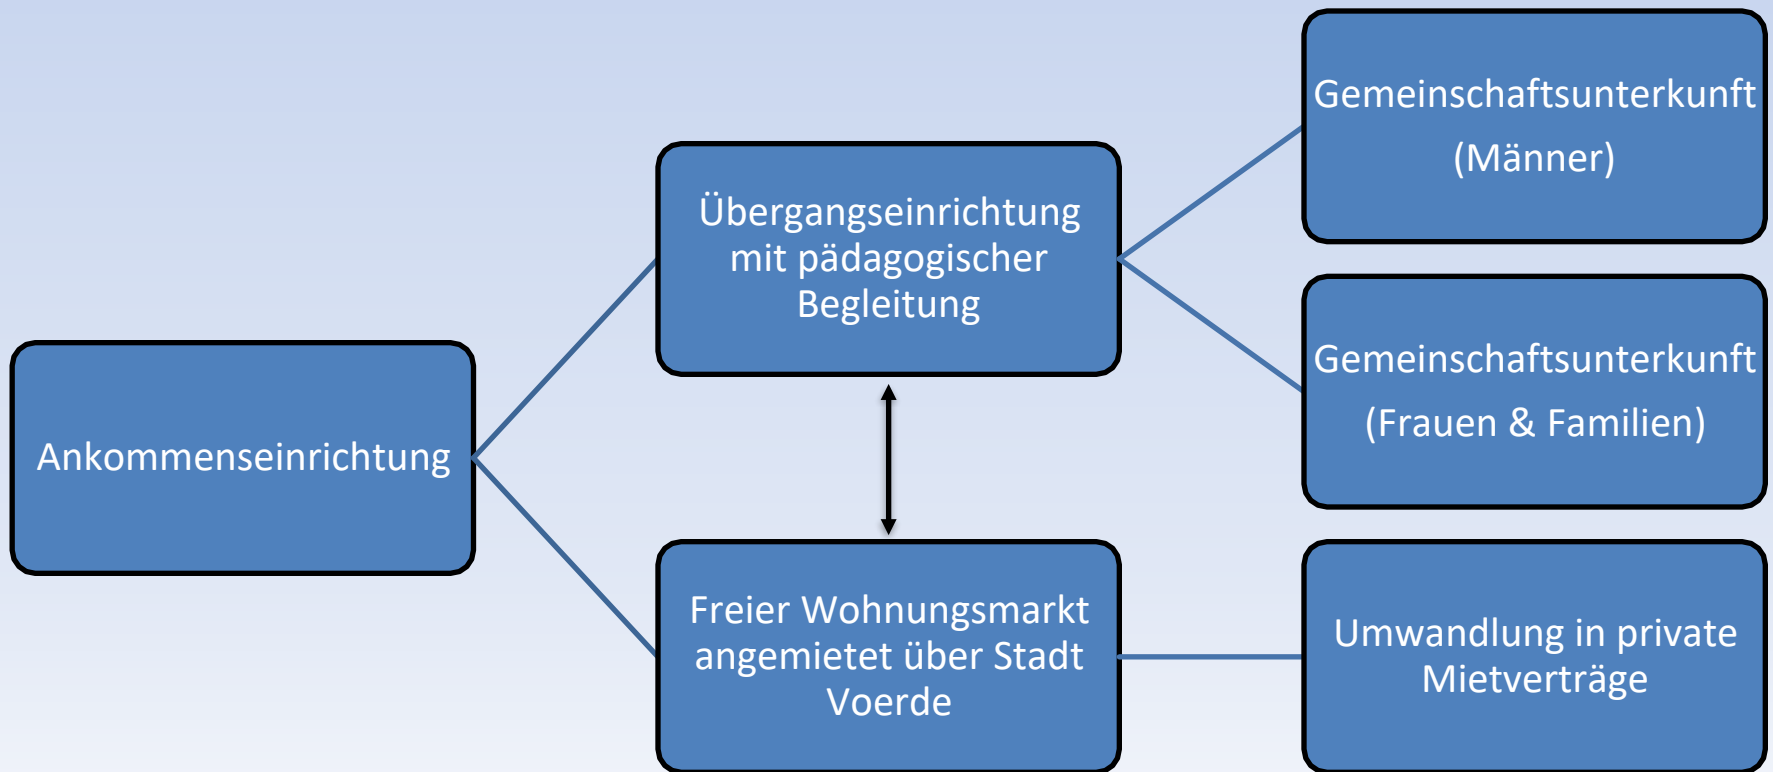 Ankommenseinrichtung
Übergangseinrichtung
mit pädagogischer
Begleitung
Freier Wohnungsmarkt
angemietet über Stadt
Voerde
Gemeinschaftsunterkunft
(Männer)
Gemeinschaftsunterkunft
(Frauen & Familien)
Umwandlung in private
Mietverträge